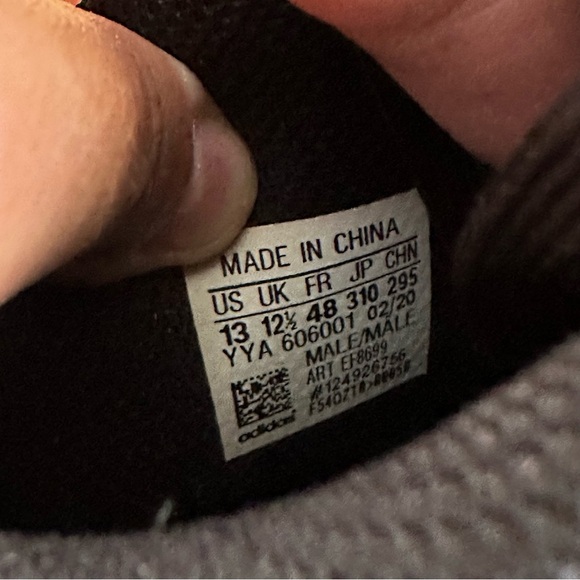 MADE IN CHINA
US UK FR JP CHN
13 12½ 48 310 295
YYA 606001 02/20
MALE/MALE
ART EF8699
#124926756
adidas